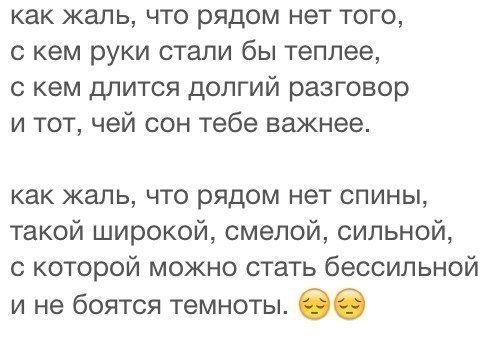 как жаль, что рядом нет того,
с кем руки стали бы теплее,
с кем длится долгий разговор
и тот, чей сон тебе важнее.

как жаль, что рядом нет спины,
такой широкой, смелой, сильной,
с которой можно стать бессильной
и не боятся темноты. 😔😔